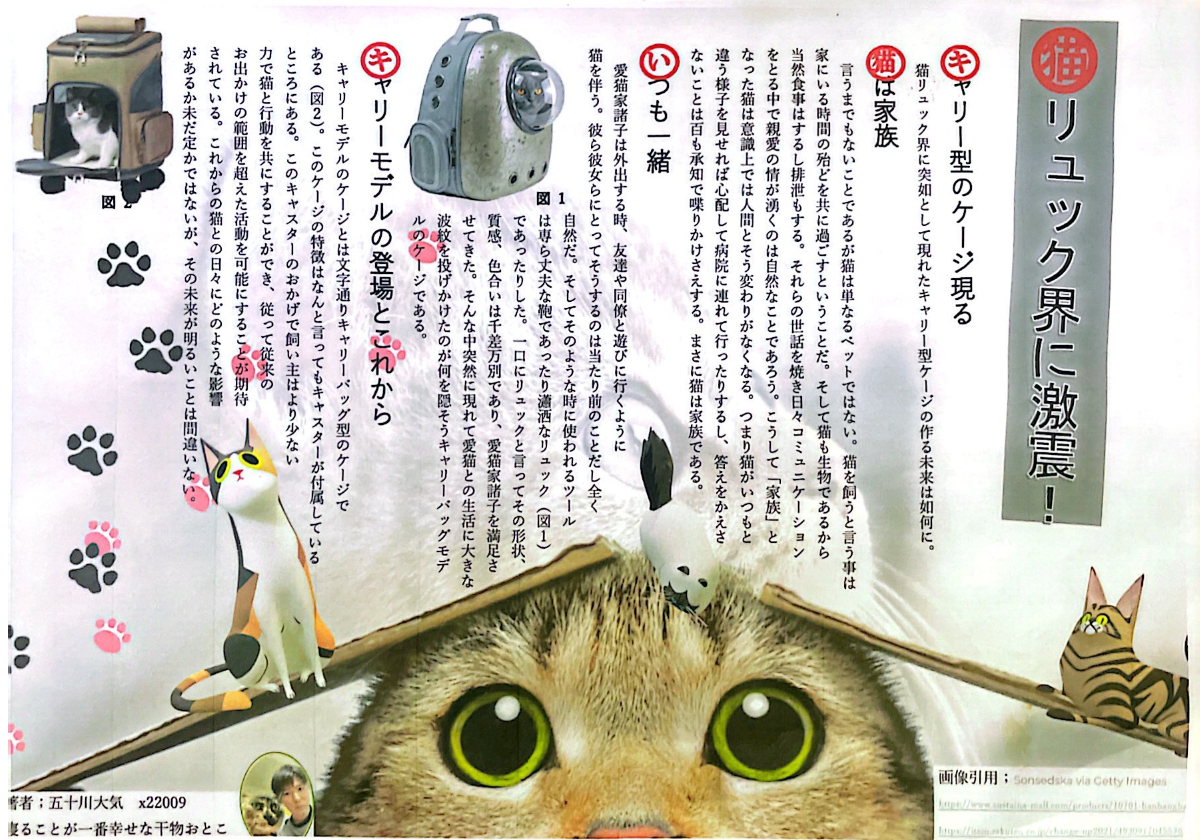 猫リュック界に激震！
キャリー型のケージ現る
猫リュック界に突如として現れたキャリー型ケージの作る未来は如何に。
猫は家族
言うまでもないことであるが猫は単なるペットではない。猫を飼うと言う事は
家にいる時間の殆どを共に過ごすということだ。そして猫も生物であるから
当然食事はするし排泄もする。それらの世話を焼き日々コミュニケーション
をとる中で親愛の情が湧くのは自然なことであろう。こうして「家族」と
なった猫は意識上では人間とそう変わりがなくなる。つまり猫がいつもと
違う様子を見せれば心配して病院に連れて行ったりするし、答えをかえさ
ないことは百も承知で喋りかけさえする。まさに猫は家族である。
いつも一緒
愛猫家諸子は外出する時、友達や同僚と遊びに行くように
猫を伴う。彼ら彼女らにとってそうするのは当たり前のことだし全く
自然だ。そしてそのような時に使われるツール
は専ら丈夫な鞄であったり瀟洒なリュック（図1）
であったりした。一口にリュックと言ってその形状、
質感、色合いは千差万別であり、愛猫家諸子を満足さ
せてきた。そんな中突然に現れて愛猫との生活に大きな
波紋を投げかけたのが何を隠そうキャリーバッグモデ
ルのケージである。
図1
キャリーモデルの登場とこれから
キャリーモデルのケージとは文字通りキャリーバッグ型のケージで
ある（図2）。このケージの特徴はなんと言ってもキャスターが付属している
ところにある。このキャスターのおかげで飼い主はより少ない
力で猫と行動を共にすることができ、従って従来の
お出かけの範囲を超えた活動を可能にすることが期待
されている。これからの猫との日々にどのような影響
があるか未だ定かではないが、その未来が明るいことは間違いない。
図2
画像引用；Sonsedska via Getty Images
著者；五十川大気 x22009
寝ることが一番幸せな干物おとこ